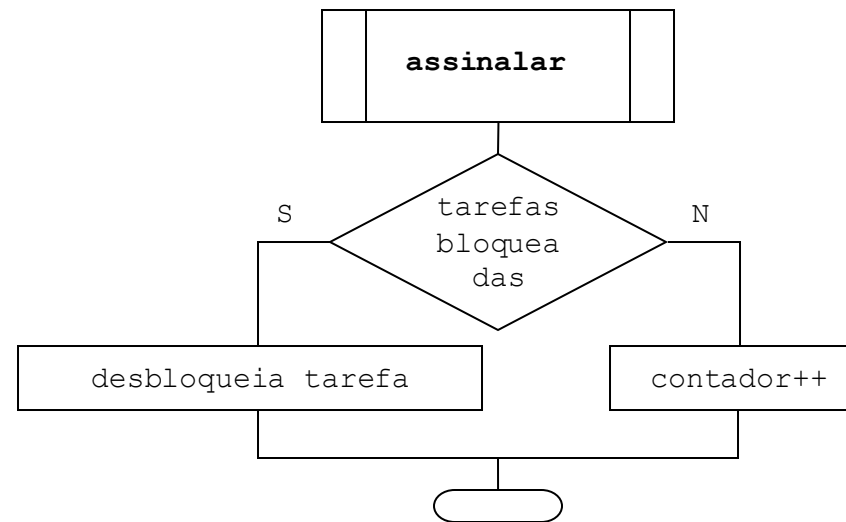 assinalar
S
tarefas
N
bloquea
das
desbloqueia tarefa
contador++